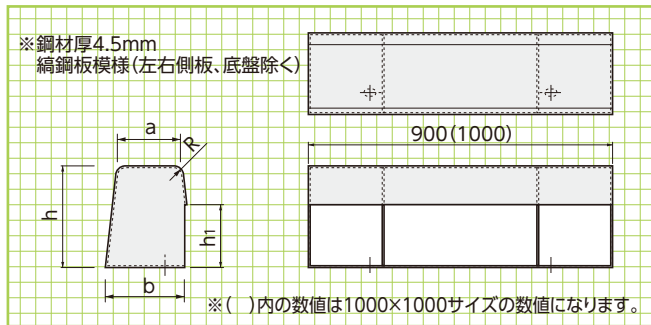 ※鋼材厚4.5mm
縞鋼板模様(左右側板、底盤除く)
a
R
900(1000)
h
h1
b
※( )内の数値は1000×1000サイズの数値になります。